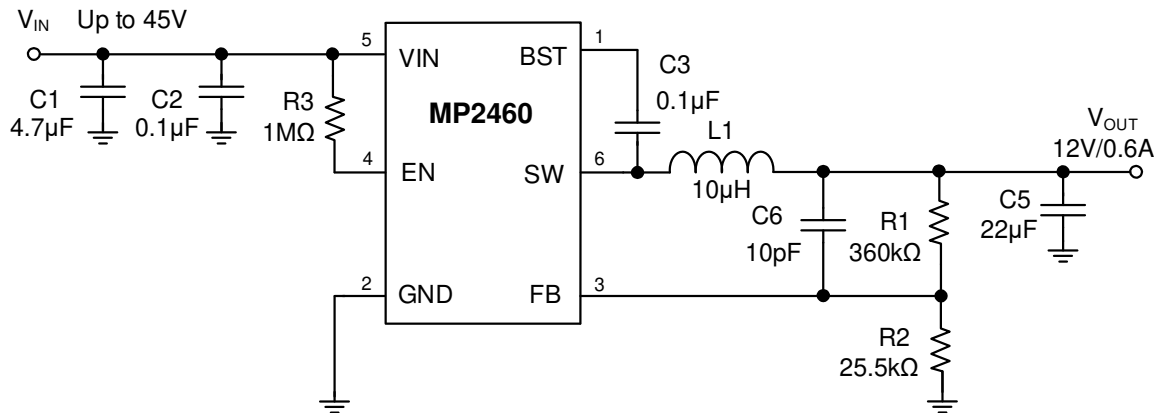 VIN Up to 45V
C1
4.7µF
C2
0.1µF
R3
1MΩ
5
VIN
4
EN
2
GND
MP2460
BST
1
SW
6
FB
3
C3
0.1µF
L1
10µH
C6
10pF
R1
360kΩ
R2
25.5kΩ
C5
22µF
VOUT
12V/0.6A